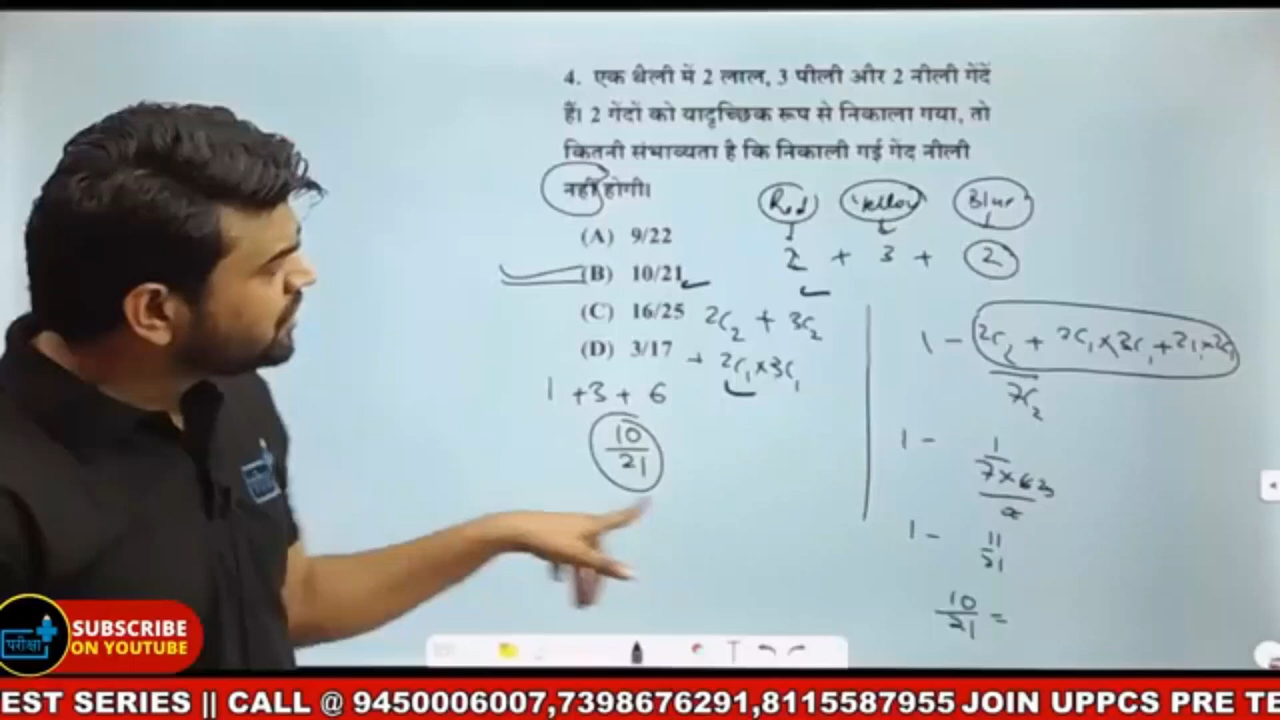 4. एक थैली में 2 लाल, 3 पीली और 2 नीली गेंदें
हैं। 2 गेंदों को यादृच्छिक रूप से निकाला गया, तो
कितनी संभाव्यता है कि निकाली गई गेंद नीली
नहीं होगी।
(A) 9/22
(B) 10/21
(C) 16/25
(D) 3/17
Red Yellow Blue
2 + 3 + 2
2C₂ + 3C₂
+ 2C₁×3C₁
1 + 3 + 6
10
21
1 -
7C₂
1 -
1 - 11
10
21 =
परीक्षा
SUBSCRIBE
ON YOUTUBE
EST SERIES || CALL @ 9450006007,7398676291,8115587955 JOIN UPPCS PRE TE